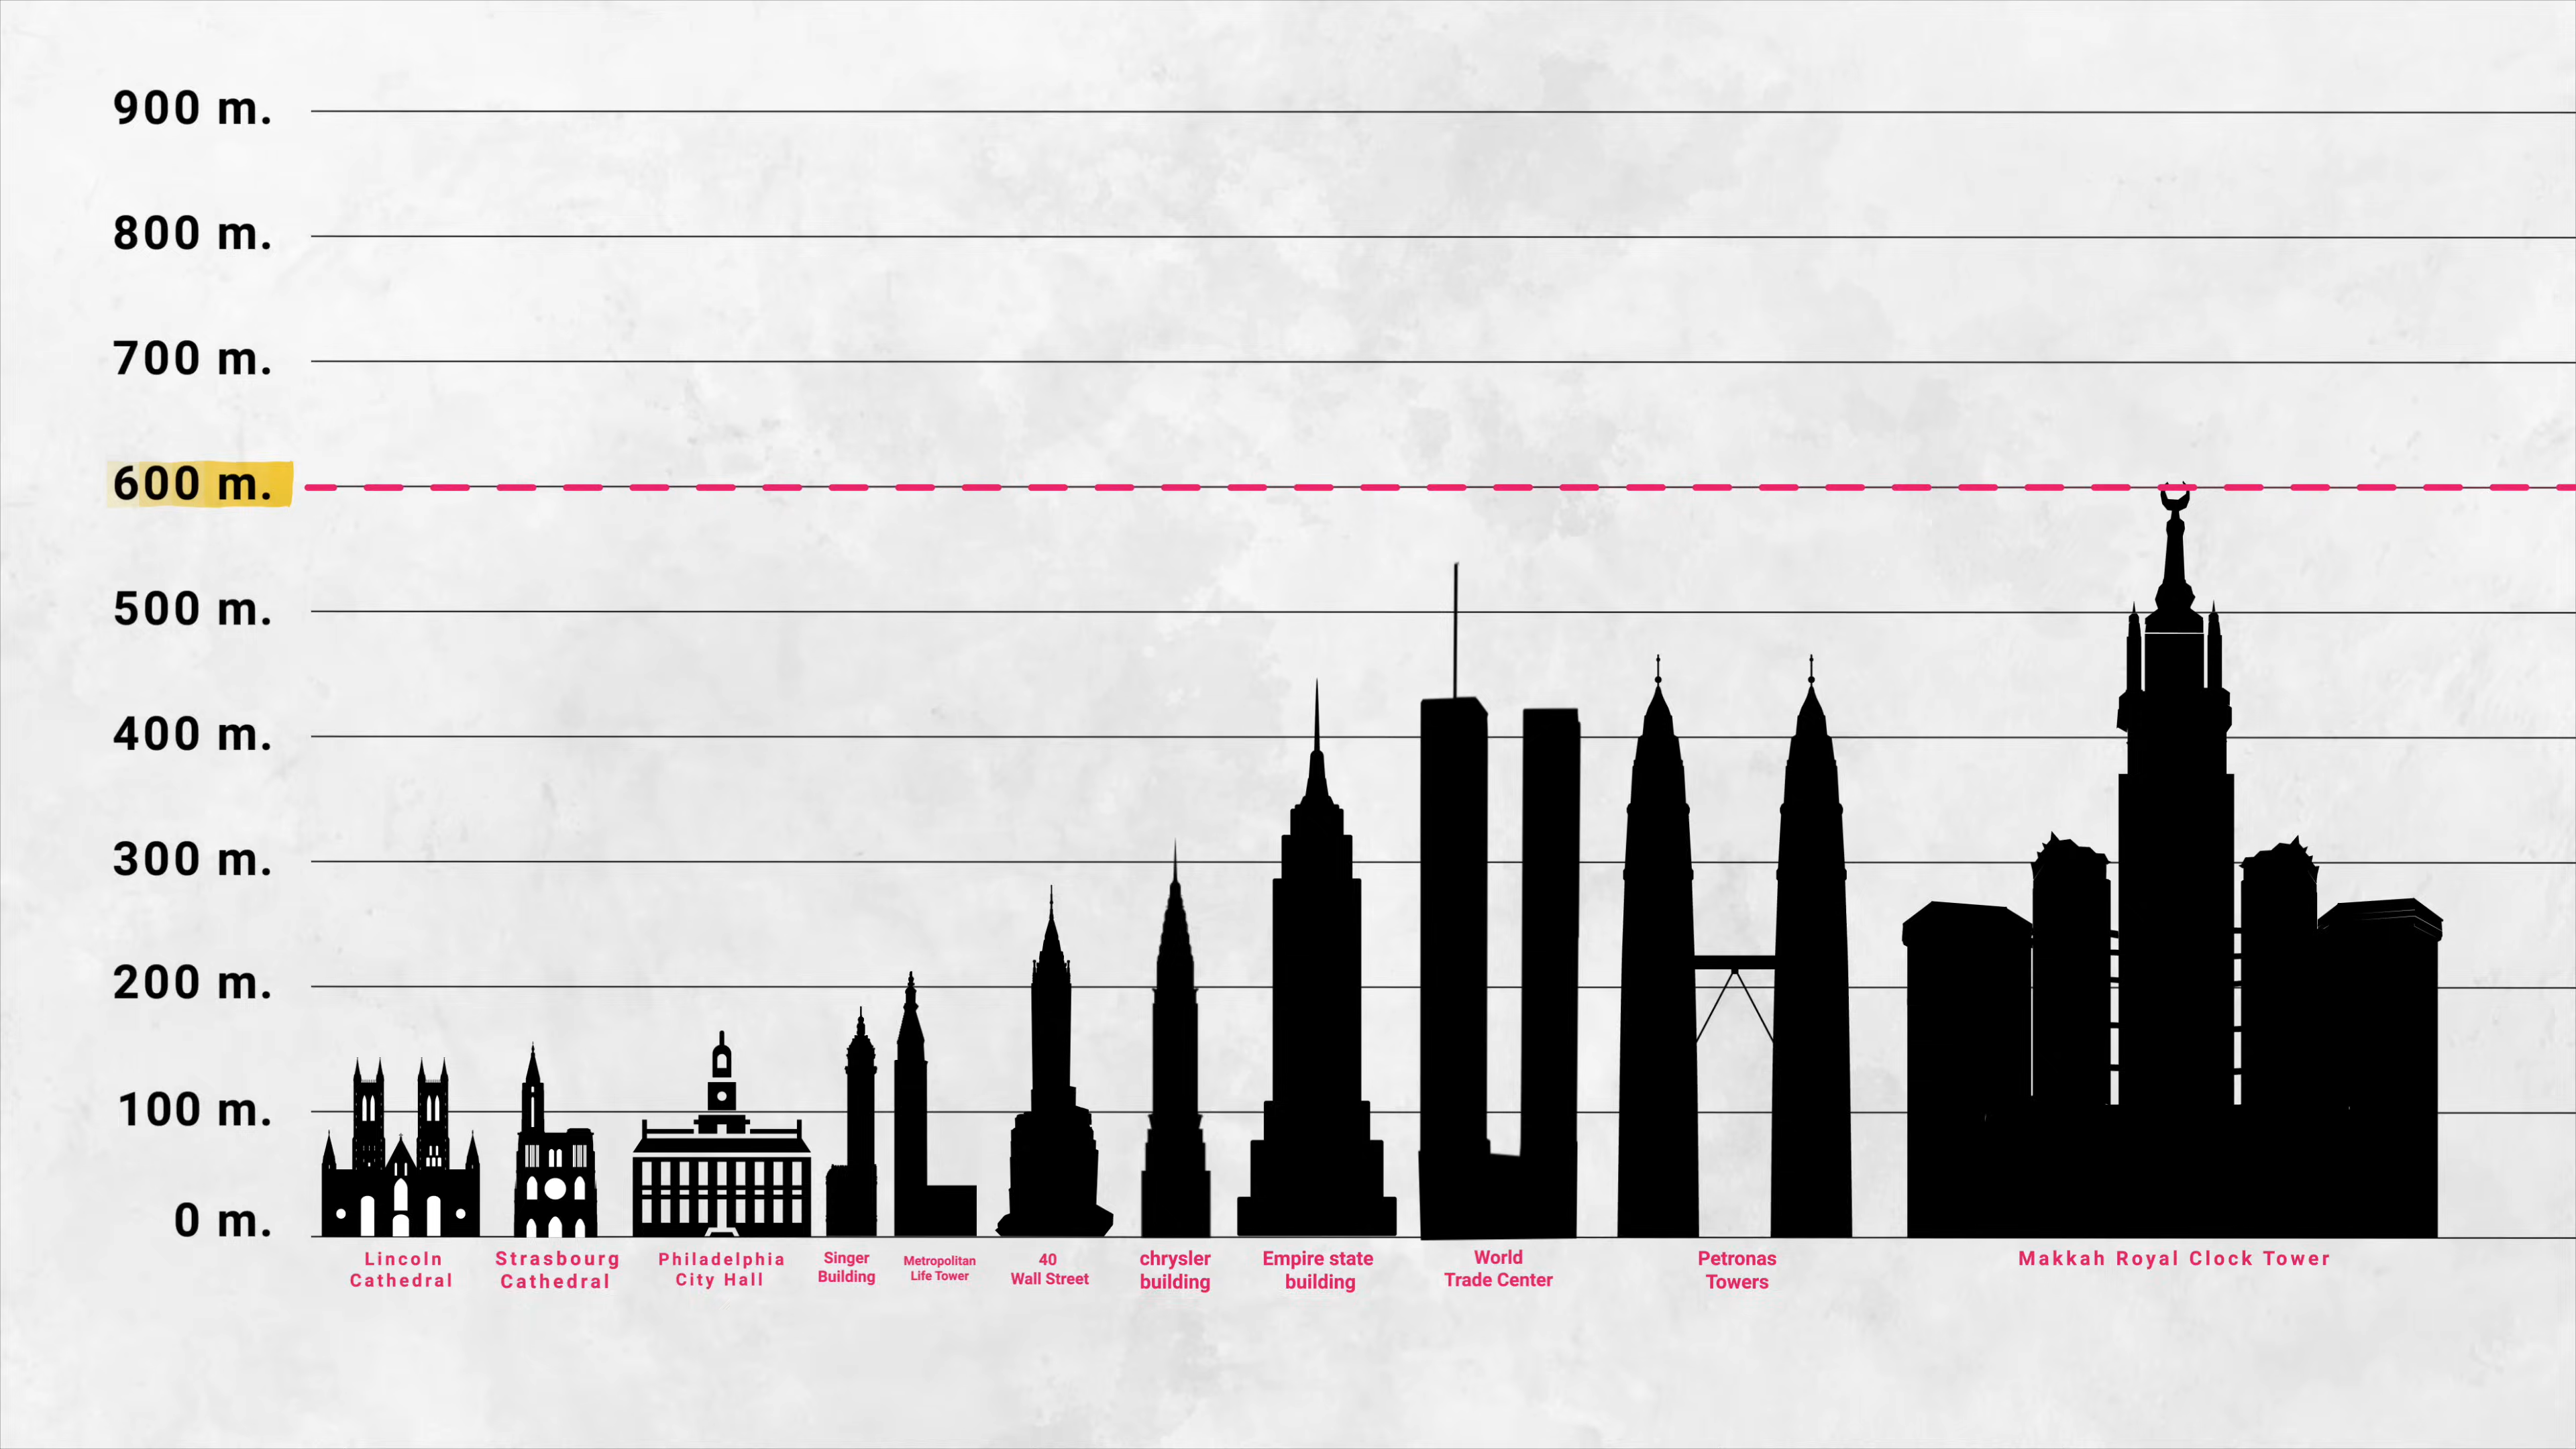 900 m.
800 m.
700 m.
600 m.
500 m.
400 m.
300 m.
200 m.
100 m.
0 m.
Lincoln
Cathedral
Strasbourg
Cathedral
Philadelphia
City Hall
Singer
Building
Metropolitan
Life Tower
40
Wall Street
chrysler
building
Empire state
building
World
Trade Center
Petronas
Towers
Makkah Royal Clock Tower